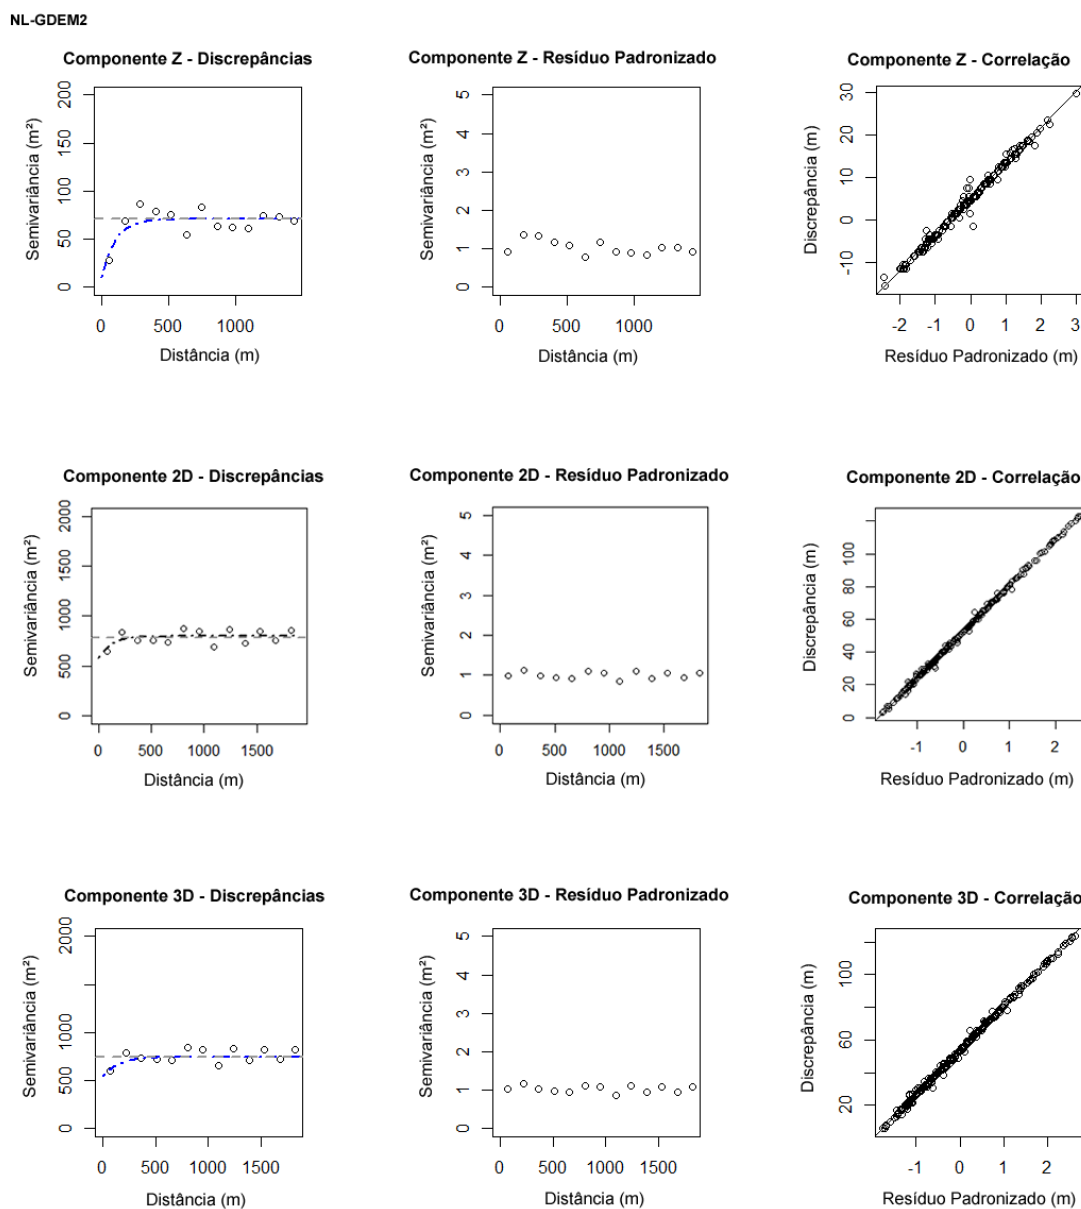 NL-GDEM2
Componente Z - Discrepâncias
Semivariância (m²)
0 50 100 150 200
0 500 1000
Distância (m)
Componente Z - Resíduo Padronizado
Semivariância (m²)
0 1 2 3 4 5
0 500 1000
Distância (m)
Componente Z - Correlação
Discrepância (m)
-10 0 10 20 30
-2 -1 0 1 2 3
Resíduo Padronizado (m)
Componente 2D - Discrepâncias
Semivariância (m²)
0 500 1000 1500 2000
0 500 1000 1500
Distância (m)
Componente 2D - Resíduo Padronizado
Semivariância (m²)
0 1 2 3 4 5
0 500 1000 1500
Distância (m)
Componente 2D - Correlação
Discrepância (m)
0 20 40 60 80 100
-1 0 1 2
Resíduo Padronizado (m)
Componente 3D - Discrepâncias
Semivariância (m²)
0 500 1000 2000
0 500 1000 1500
Distância (m)
Componente 3D - Resíduo Padronizado
Semivariância (m²)
0 1 2 3 4 5
0 500 1000 1500
Distância (m)
Componente 3D - Correlação
Discrepância (m)
20 60 100
-1 0 1 2
Resíduo Padronizado (m)